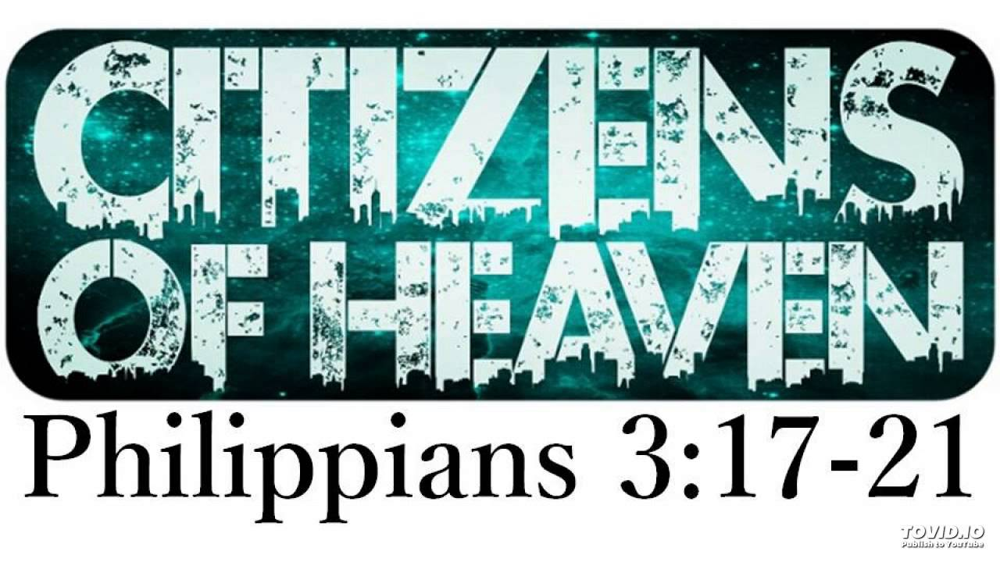 CITIZENS
OF HEAVEN
Philippians 3:17-21
TOVID.IO
Publish to YouTube